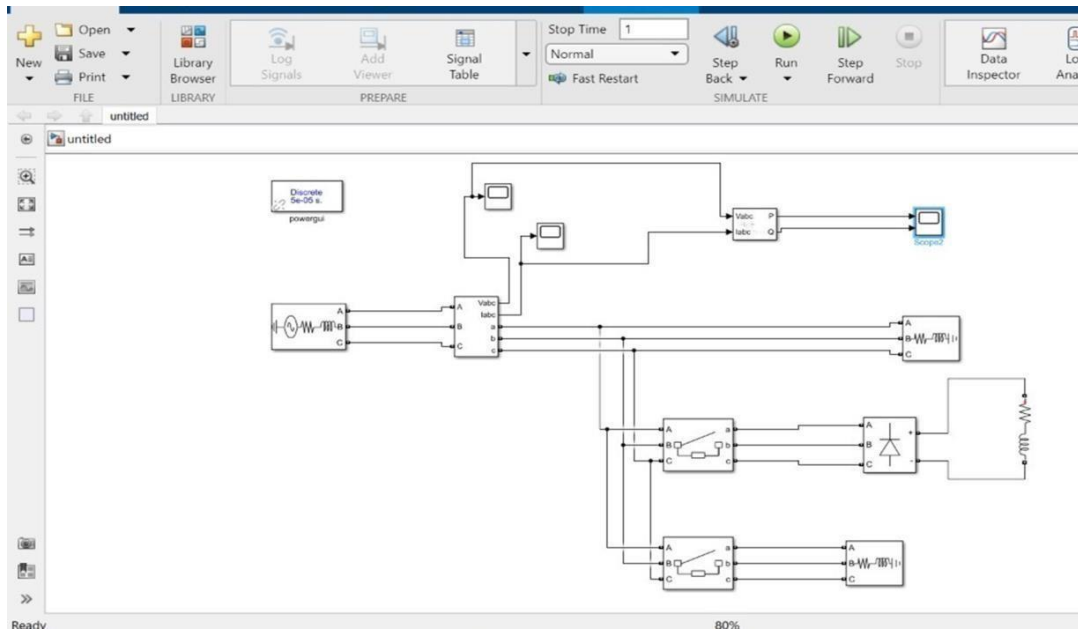 Open
Save
Print
New
FILE
Library
Browser
LIBRARY
Log
Signals
Add
Viewer
Signal
Table
PREPARE
Stop Time 1
Normal
Fast Restart
Step
Back
Run
Step
Forward
Stop
SIMULATE
Data
Inspector
Lo
Ana
untitled
untitled
Discrete
5e-05 s.
powergui
Vabc P
Iabc Q
Scope2
A
B
C
A Vabc
Iabc
B a
b
C c
A
B
C
A a
B b
C c
A +
B
C -
A a
B b
C c
A
B
C
Ready
80%